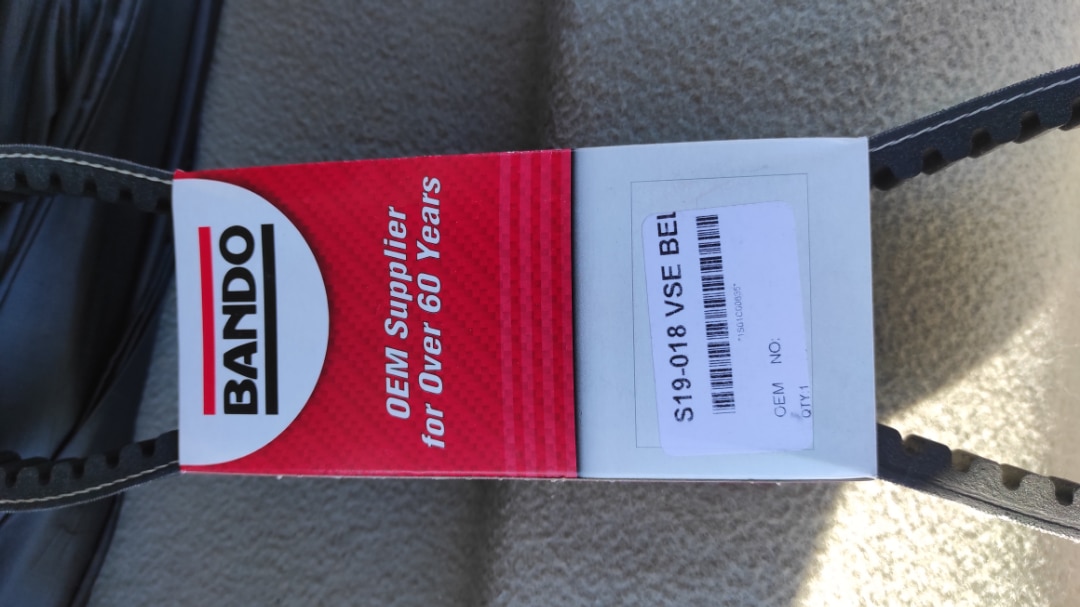 BANDO
OEM Supplier
for Over 60 Years
S19-018 VSE BEL
OEM NO:
QTY 1